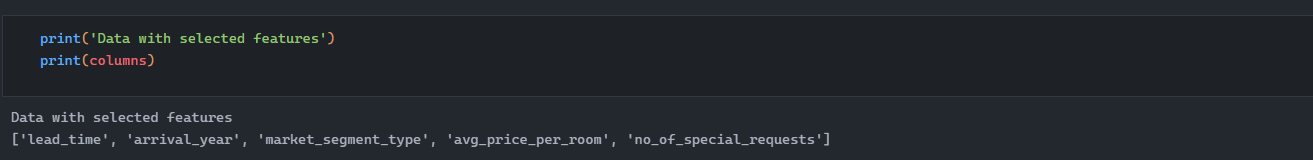 print('Data with selected features')
print(columns)
Data with selected features
['lead_time', 'arrival_year', 'market_segment_type', 'avg_price_per_room', 'no_of_special_requests']